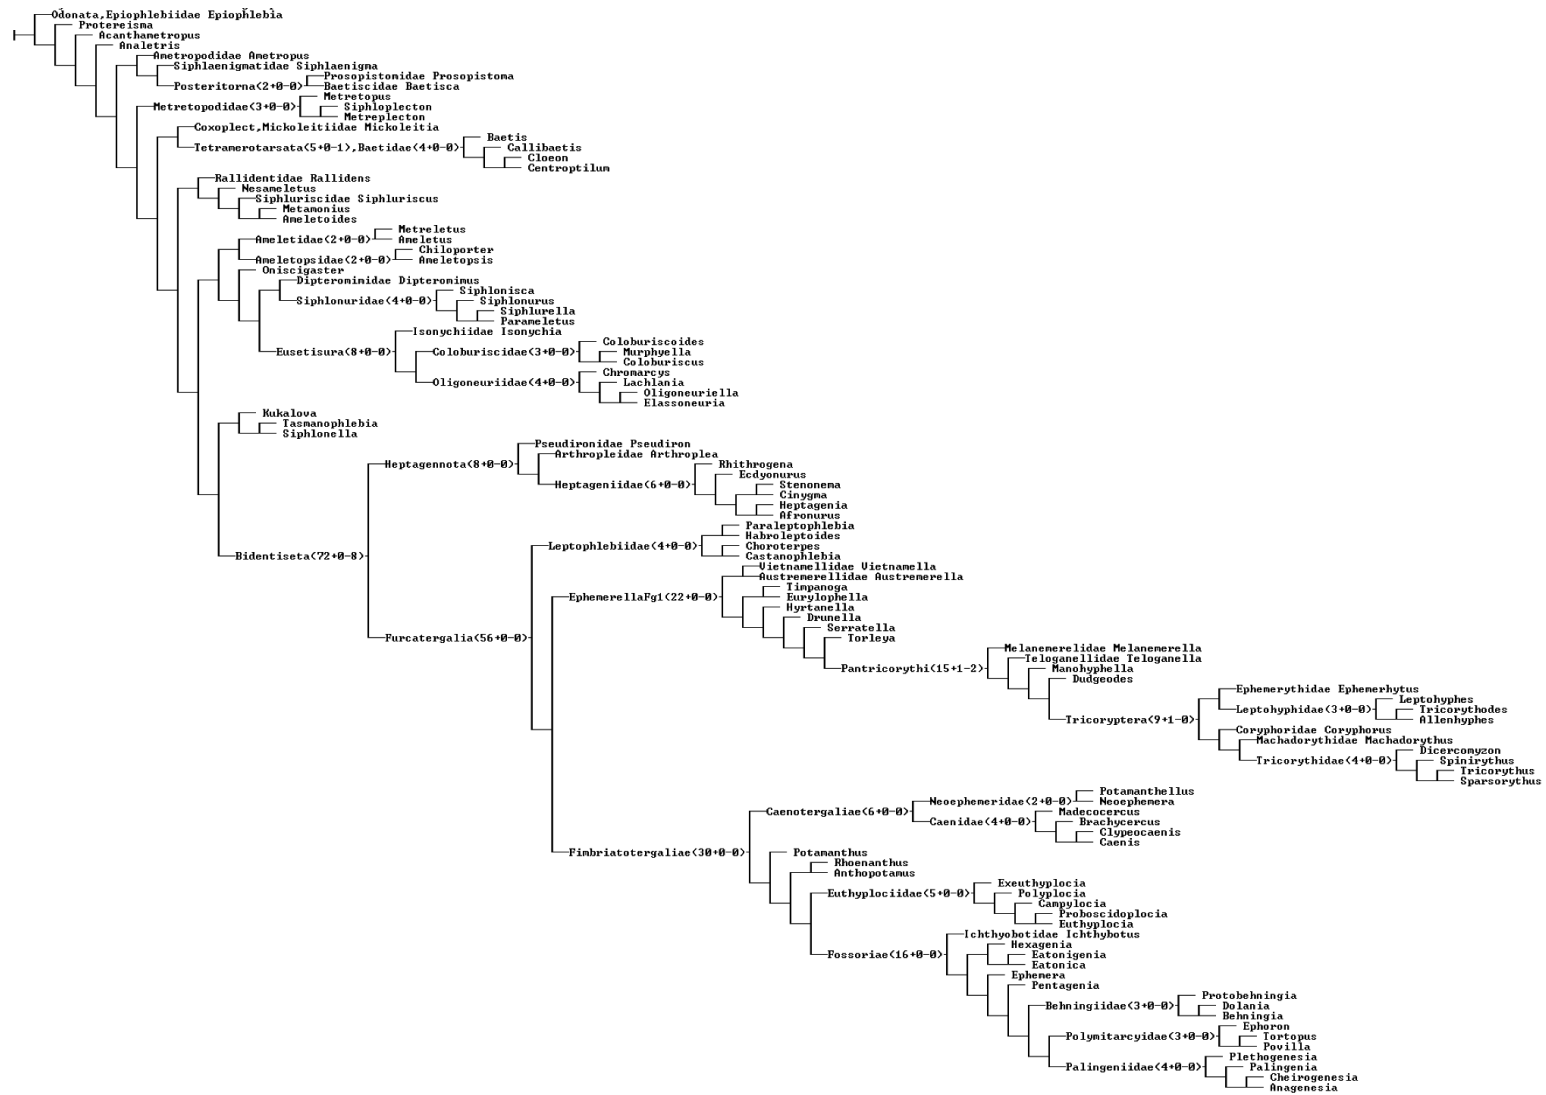 Odonata,Epiophlebiidae Epiophlebia
Protereisma
Acanthametropus
Analetris
Ametropodidae Ametropus
Siphlaenigmatidae Siphlaenigma
Prosopistomidae Prosopistoma
Posteritorna(2+0-0) Baetiscidae Baetisca
Metretopus
Metretopodidae(3+0-0) Siphloplecton
Metreplecton
Coxoplect,Mickoleitiidae Mickoleitia
Baetis
Tetramerotarsata(5+0-1),Baetidae(4+0-0) Callibaetis
Cloeon
Centroptilum
Rallidentidae Rallidens
Nesameletus
Siphluriscidae Siphluriscus
Metamonius
Ameletoides
Metreletus
Ameletidae(2+0-0) Ameletus
Chiloporter
Ameletopsidae(2+0-0) Ameletopsis
Oniscigaster
Dipteromimidae Dipteromimus
Siphlonisca
Siphlonuridae(4+0-0) Siphlonurus
Siphlurella
Parameletus
Isonychiidae Isonychia
Coloburiscoides
Eusetisura(8+0-0) Coloburiscidae(3+0-0) Murphyella
Coloburiscus
Chromarcys
Oligoneuriidae(4+0-0) Lachlania
Oligoneuriella
Elassoneuria
Kukalova
Tasmanophlebia
Siphlonella
Pseudironidae Pseudiron
Arthropleidae Arthroplea
Heptagennota(8+0-0) Rhithrogena
Ecdyonurus
Heptageniidae(6+0-0) Stenonema
Cinygma
Heptagenia
Afronurus
Paraleptophlebia
Habroleptoides
Leptophlebiidae(4+0-0) Choroterpes
Bidentiseta(72+0-8) Castanophlebia
Vietnamellidae Vietnamella
Austremerellidae Austremerella
Timpanoga
EphemerellaFg1(22+0-0) Eurylophella
Hyrtanella
Drunella
Serratella
Furcatergalia(56+0-0) Torleya
Melanemerelidae Melanemerella
Teloganellidae Teloganella
Pantricorythi(15+1-2) Manohyphella
Dudgeodes
Ephemerythidae Ephemerhytus
Leptohyphes
Leptohyphidae(3+0-0) Tricorythodes
Tricoryptera(9+1-0) Allenhyphes
Coryphoridae Coryphorus
Machadorythidae Machadorythus
Dicercomyzon
Tricorythidae(4+0-0) Spinirythus
Tricorythus
Sparsorythus
Potamanthellus
Neoephemeridae(2+0-0) Neoephemera
Caenotergaliae(6+0-0) Madecocercus
Caenidae(4+0-0) Brachycercus
Clypeocaenis
Caenis
Fimbriatotergaliae(30+0-0) Potamanthus
Rhoenanthus
Anthopotamus
Exeuthyplocia
Euthyplociidae(5+0-0) Polyplocia
Campylocia
Proboscidoplocia
Euthyplocia
Ichthyobotidae Ichthybotus
Hexagenia
Fossoriae(16+0-0) Eatonigenia
Eatonica
Ephemera
Pentagenia
Protobehningia
Behningiidae(3+0-0) Dolania
Behningia
Ephoron
Polymitarcyidae(3+0-0) Tortopus
Povilla
Plethogenesia
Palingeniidae(4+0-0) Palingenia
Cheirogenesia
Anagenesia